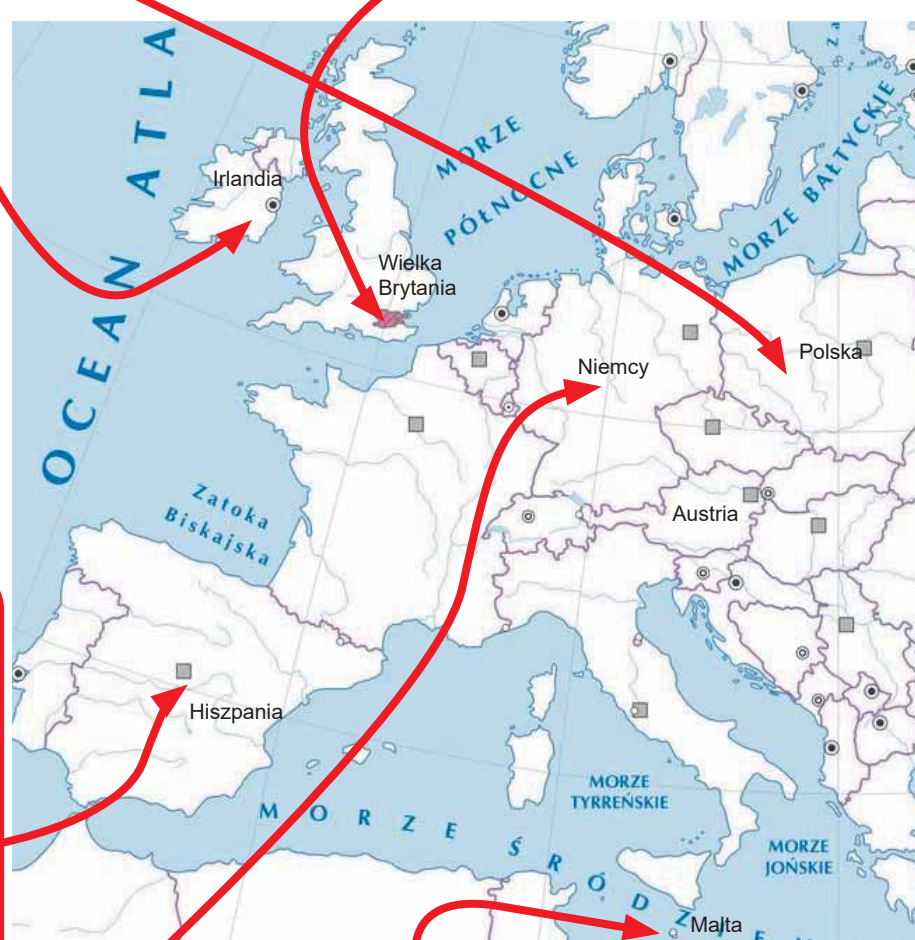 OCEAN ATLA
MORZE
PÓŁNOCNE
MORZE BAŁTYCKIE
Irlandia
Wielka
Brytania
Niemcy
Polska
Zatoka
Biskajska
Austria
Hiszpania
MORZE
TYRREŃSKIE
MORZE
JOŃSKIE
MORZE ŚRÓDZIE
Malta